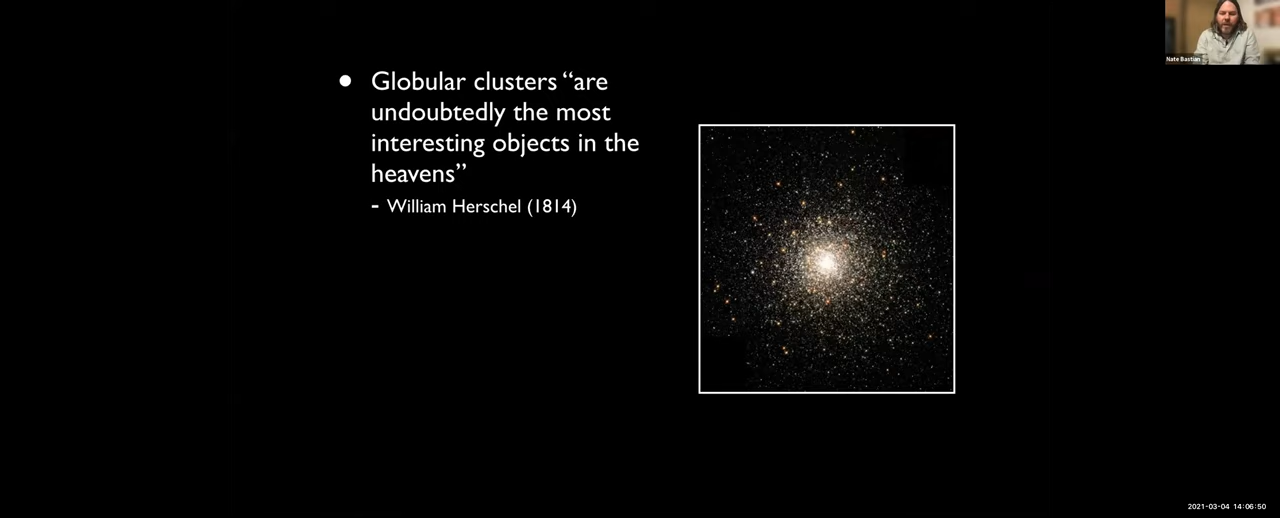 ● Globular clusters “are
undoubtedly the most
interesting objects in the
heavens”
- William Herschel (1814)
Nate Bastian
2021-03-04 14:06:50